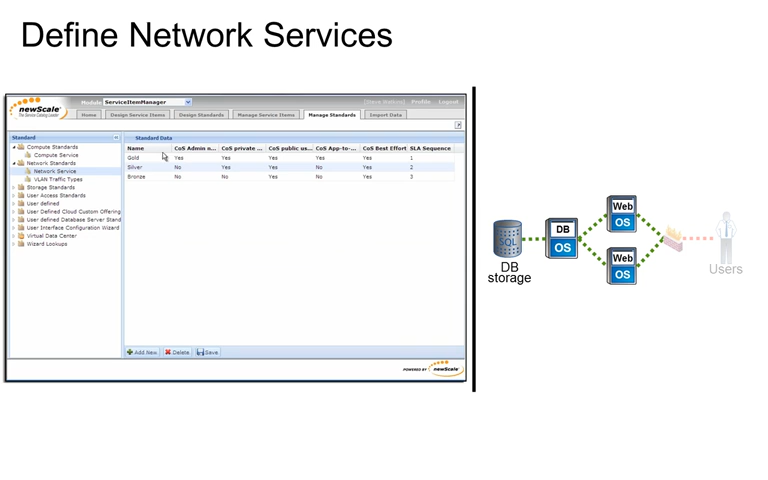 Define Network Services
newScale
The Service Catalog Leader
Module ServiceItemManager
Profile Logout
Home Design Service Items Design Standards Manage Service Items Manage Standards Import Data
Standard
Compute Standards
Compute Service
Network Standards
Network Service
VLAN Traffic Types
Storage Standards
User Access Standards
User defined
User Defined Cloud Custom Offering
User defined Database Server Stand
User Interface Configuration Wizard
Virtual Data Center
Wizard Lookups
Standard Data
Name CoS Admin n... CoS private ... CoS public us... CoS App-to-... CoS Best Effort SLA Sequence
Gold Yes Yes Yes Yes Yes 1
Silver No Yes Yes No Yes 2
Bronze No No Yes No Yes 3
Add New Delete Save
POWERED BY newScale
SQL
DB
storage
DB
OS
Web
OS
Web
OS
Users